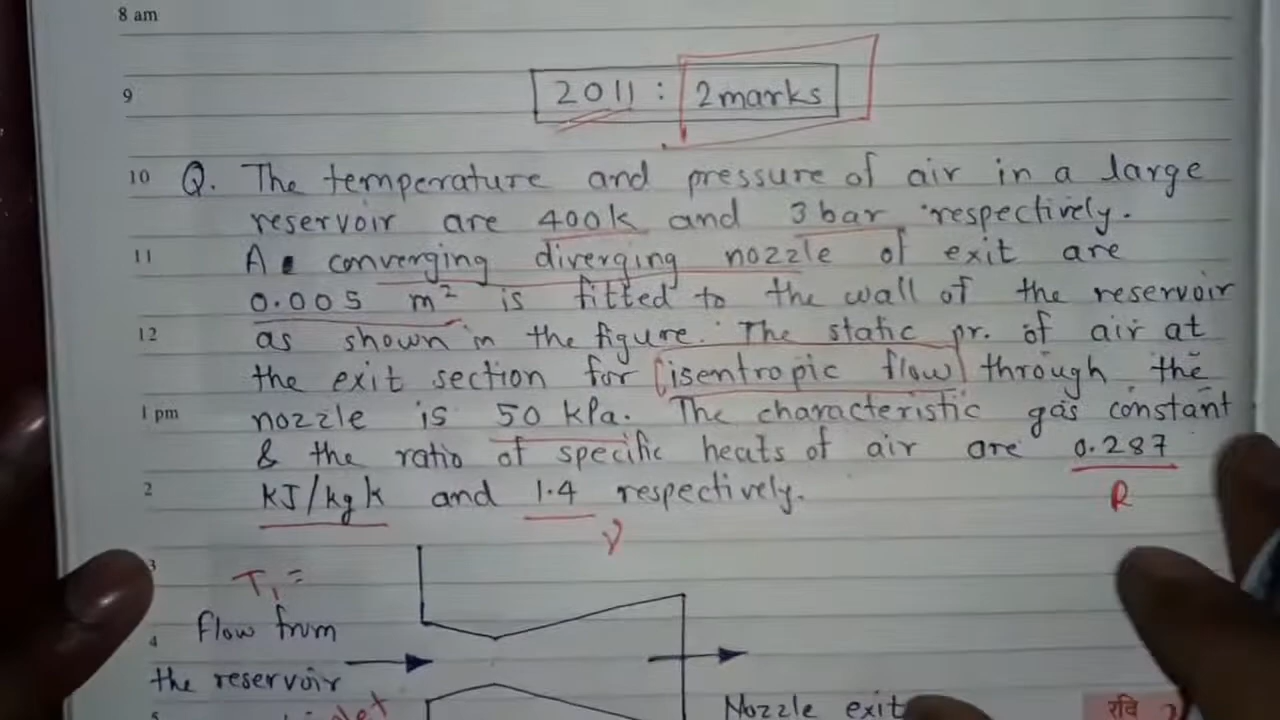 8 am
9
2011 : 2marks
10 Q. The temperature and pressure of air in a large
reservoir are 400k and 3 bar respectively.
11 A converging diverging nozzle of exit are
0.005 m² is fitted to the wall of the reservoir
12 as shown in the figure. The static pr. of air at
the exit section for isentropic flow through the
1 pm nozzle is 50 kPa. The characteristic gas constant
& the ratio of specific heats of air are 0.287
2 KJ/kg k and 1.4 respectively.
R
γ
3
T₁ =
4 flow from
the reservoir
5
Nozzle exit
रवि